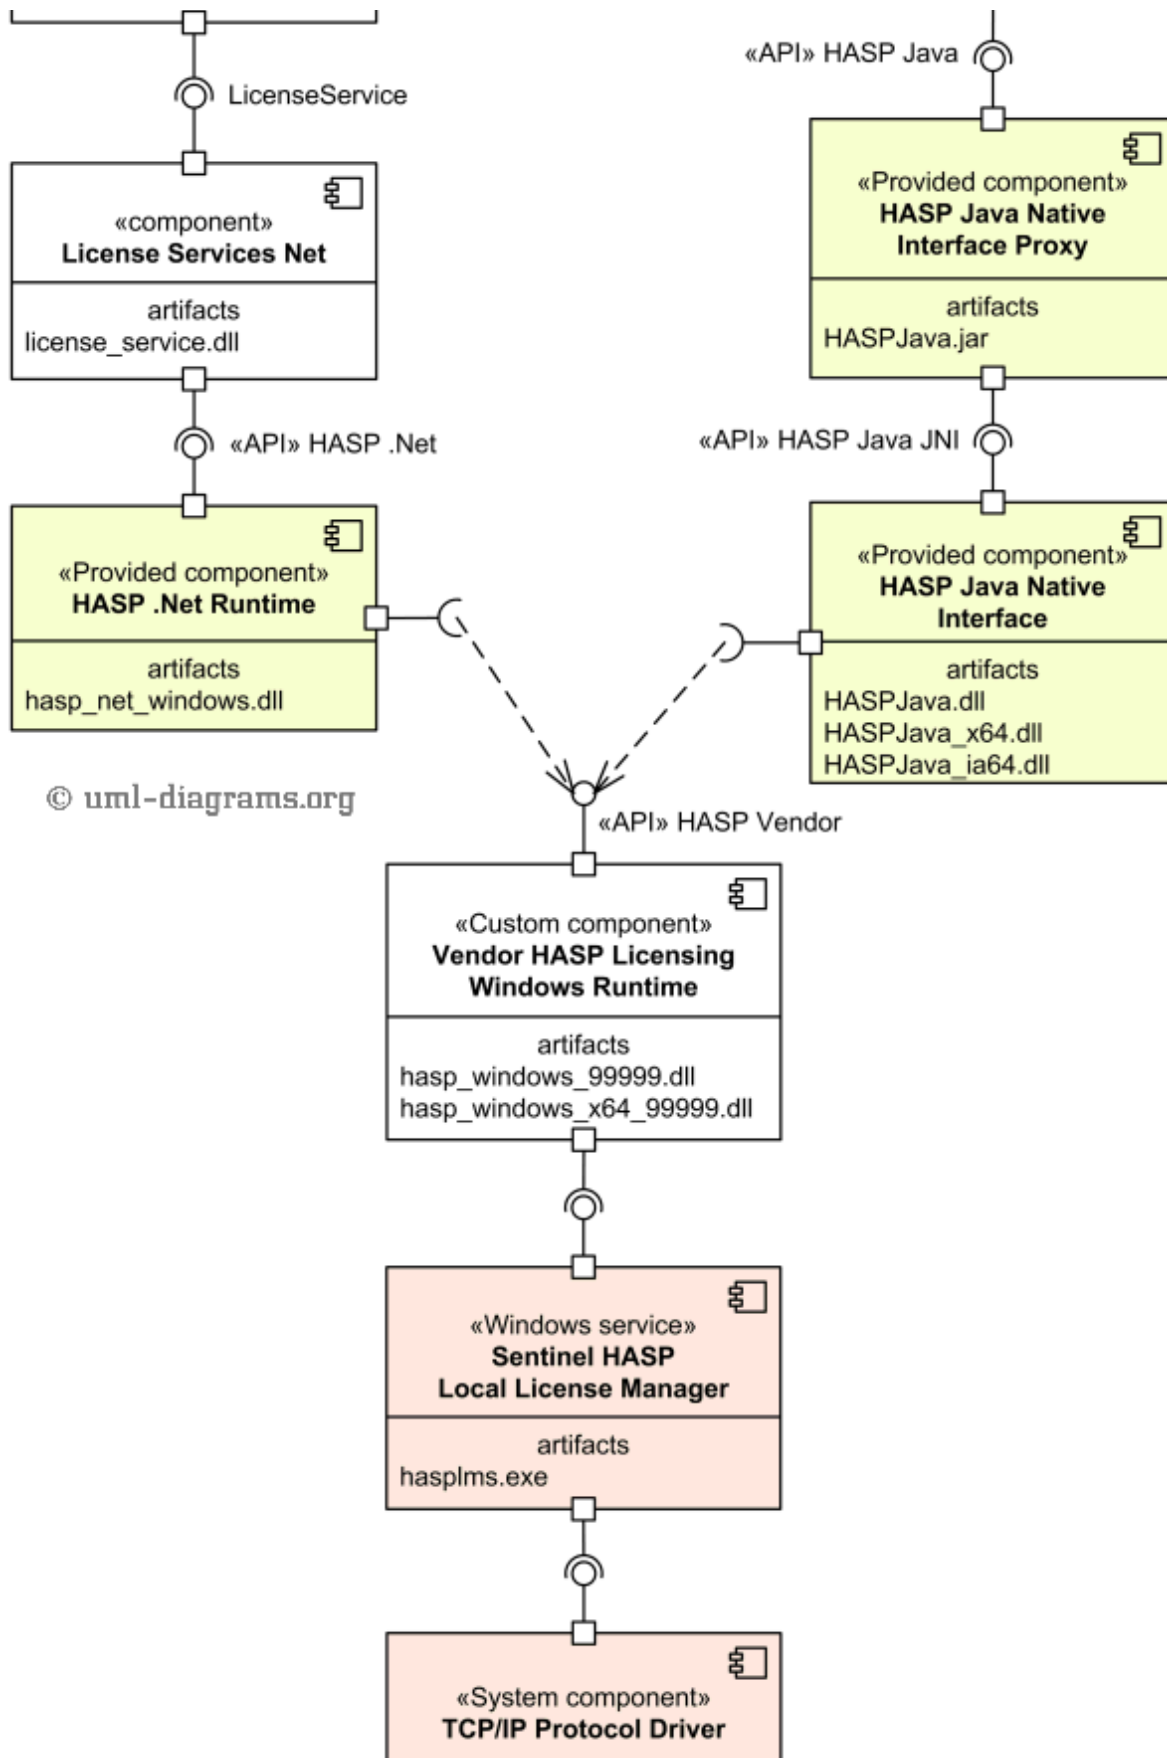 «API» HASP Java
LicenseService
«component»
License Services Net
artifacts
license_service.dll
«Provided component»
HASP Java Native
Interface Proxy
artifacts
HASPJava.jar
«API» HASP .Net
«API» HASP Java JNI
«Provided component»
HASP .Net Runtime
artifacts
hasp_net_windows.dll
«Provided component»
HASP Java Native
Interface
artifacts
HASPJava.dll
HASPJava_x64.dll
HASPJava_ia64.dll
© uml-diagrams.org
«API» HASP Vendor
«Custom component»
Vendor HASP Licensing
Windows Runtime
artifacts
hasp_windows_99999.dll
hasp_windows_x64_99999.dll
«Windows service»
Sentinel HASP
Local License Manager
artifacts
hasplms.exe
«System component»
TCP/IP Protocol Driver